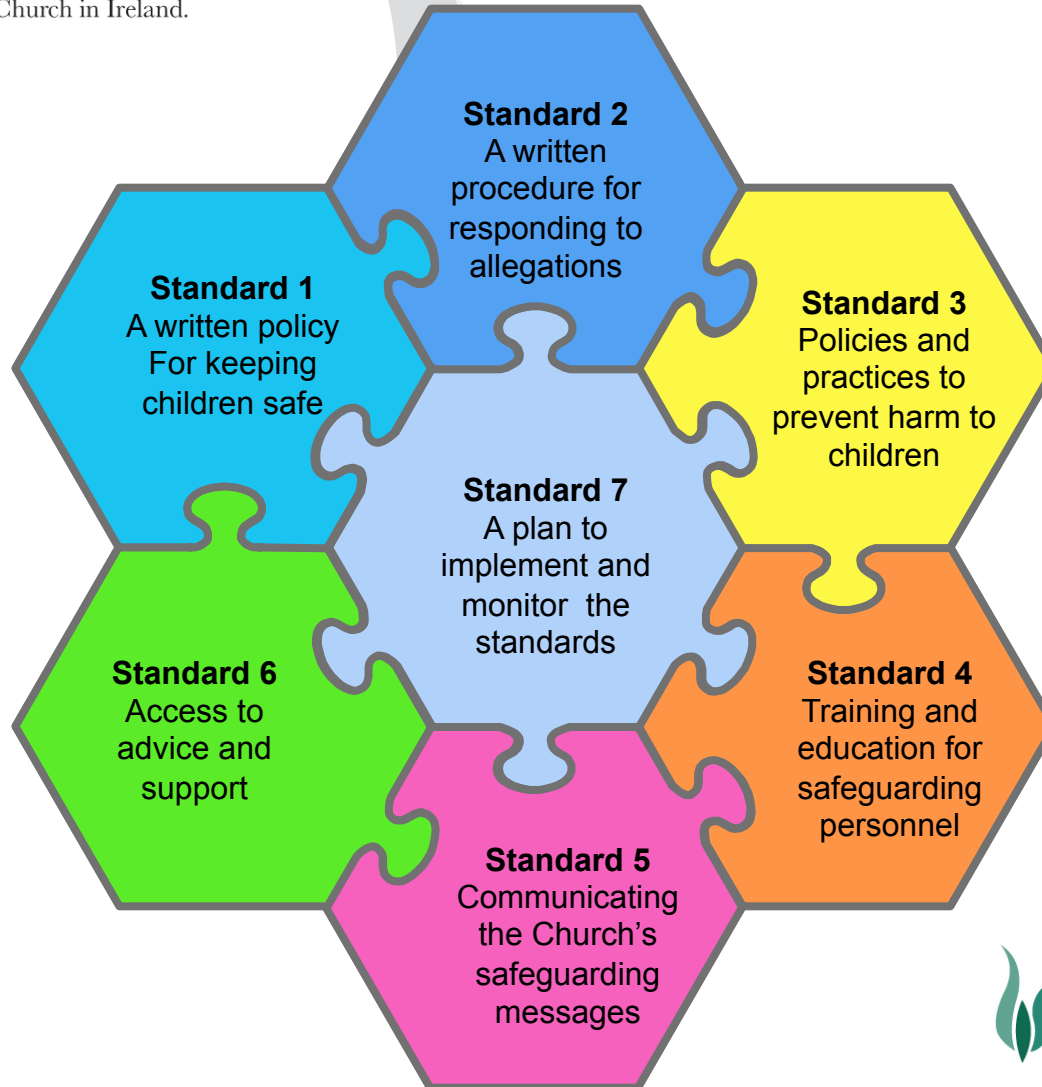 Church in Ireland.
Standard 1
A written policy
For keeping
children safe
Standard 2
A written
procedure for
responding to
allegations
Standard 3
Policies and
practices to
prevent harm to
children
Standard 4
Training and
education for
safeguarding
personnel
Standard 5
Communicating
the Church’s
safeguarding
messages
Standard 6
Access to
advice and
support
Standard 7
A plan to
implement and
monitor the
standards